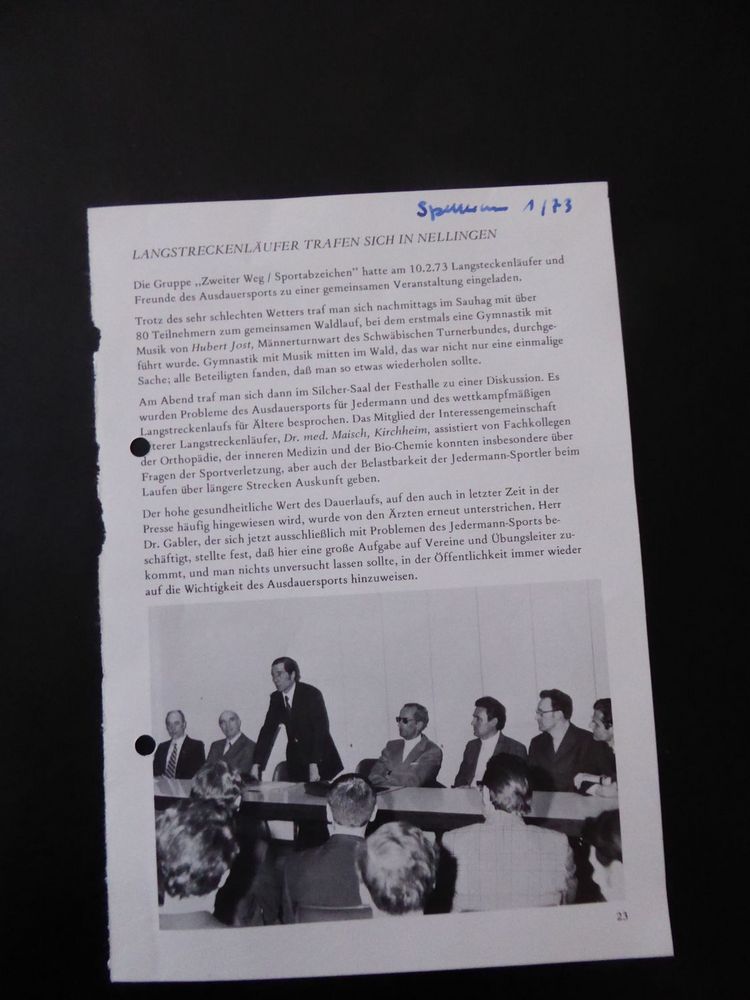 1/73
LANGSTRECKENLÄUFER TRAFEN SICH IN NELLINGEN
Die Gruppe „Zweiter Weg / Sportabzeichen" hatte am 10.2.73 Langsteckenläufer und
Freunde des Ausdauersports zu einer gemeinsamen Veranstaltung eingeladen.
Trotz des sehr schlechten Wetters traf man sich nachmittags im Sauhag mit über
80 Teilnehmern zum gemeinsamen Waldlauf, bei dem erstmals eine Gymnastik mit
Musik von Hubert Jost, Männerturnwart des Schwäbischen Turnerbundes, durchge-
führt wurde. Gymnastik mit Musik mitten im Wald, das war nicht nur eine einmalige
Sache; alle Beteiligten fanden, daß man so etwas wiederholen sollte.
Am Abend traf man sich dann im Silcher-Saal der Festhalle zu einer Diskussion. Es
wurden Probleme des Ausdauersports für Jedermann und des wettkampfmäßigen
Langstreckenlaufs für Ältere besprochen. Das Mitglied der Interessengemeinschaft
terer Langstreckenläufer, Dr. med. Maisch, Kirchheim, assistiert von Fachkollegen
der Orthopädie, der inneren Medizin und der Bio-Chemie konnten insbesondere über
Fragen der Sportverletzung, aber auch der Belastbarkeit der Jedermann-Sportler beim
Laufen über längere Strecken Auskunft geben.
Der hohe gesundheitliche Wert des Dauerlaufs, auf den auch in letzter Zeit in der
Presse häufig hingewiesen wird, wurde von den Ärzten erneut unterstrichen. Herr
Dr. Gabler, der sich jetzt ausschließlich mit Problemen des Jedermann-Sports be-
schäftigt, stellte fest, daß hier eine große Aufgabe auf Vereine und Übungsleiter zu-
kommt, und man nichts unversucht lassen sollte, in der Öffentlichkeit immer wieder
auf die Wichtigkeit des Ausdauersports hinzuweisen.
23